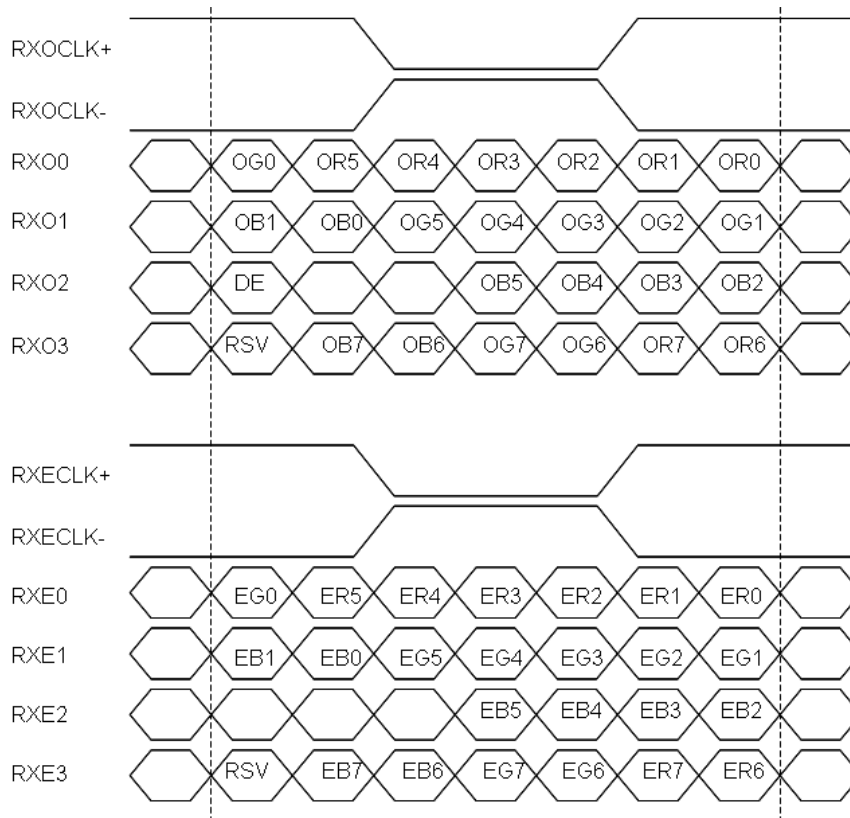 RXOCLK+
RXOCLK-
RXO0 OG0 OR5 OR4 OR3 OR2 OR1 OR0
RXO1 OB1 OB0 OG5 OG4 OG3 OG2 OG1
RXO2 DE OB5 OB4 OB3 OB2
RXO3 RSV OB7 OB6 OG7 OG6 OR7 OR6
RXECLK+
RXECLK-
RXE0 EG0 ER5 ER4 ER3 ER2 ER1 ER0
RXE1 EB1 EB0 EG5 EG4 EG3 EG2 EG1
RXE2 EB5 EB4 EB3 EB2
RXE3 RSV EB7 EB6 EG7 EG6 ER7 ER6